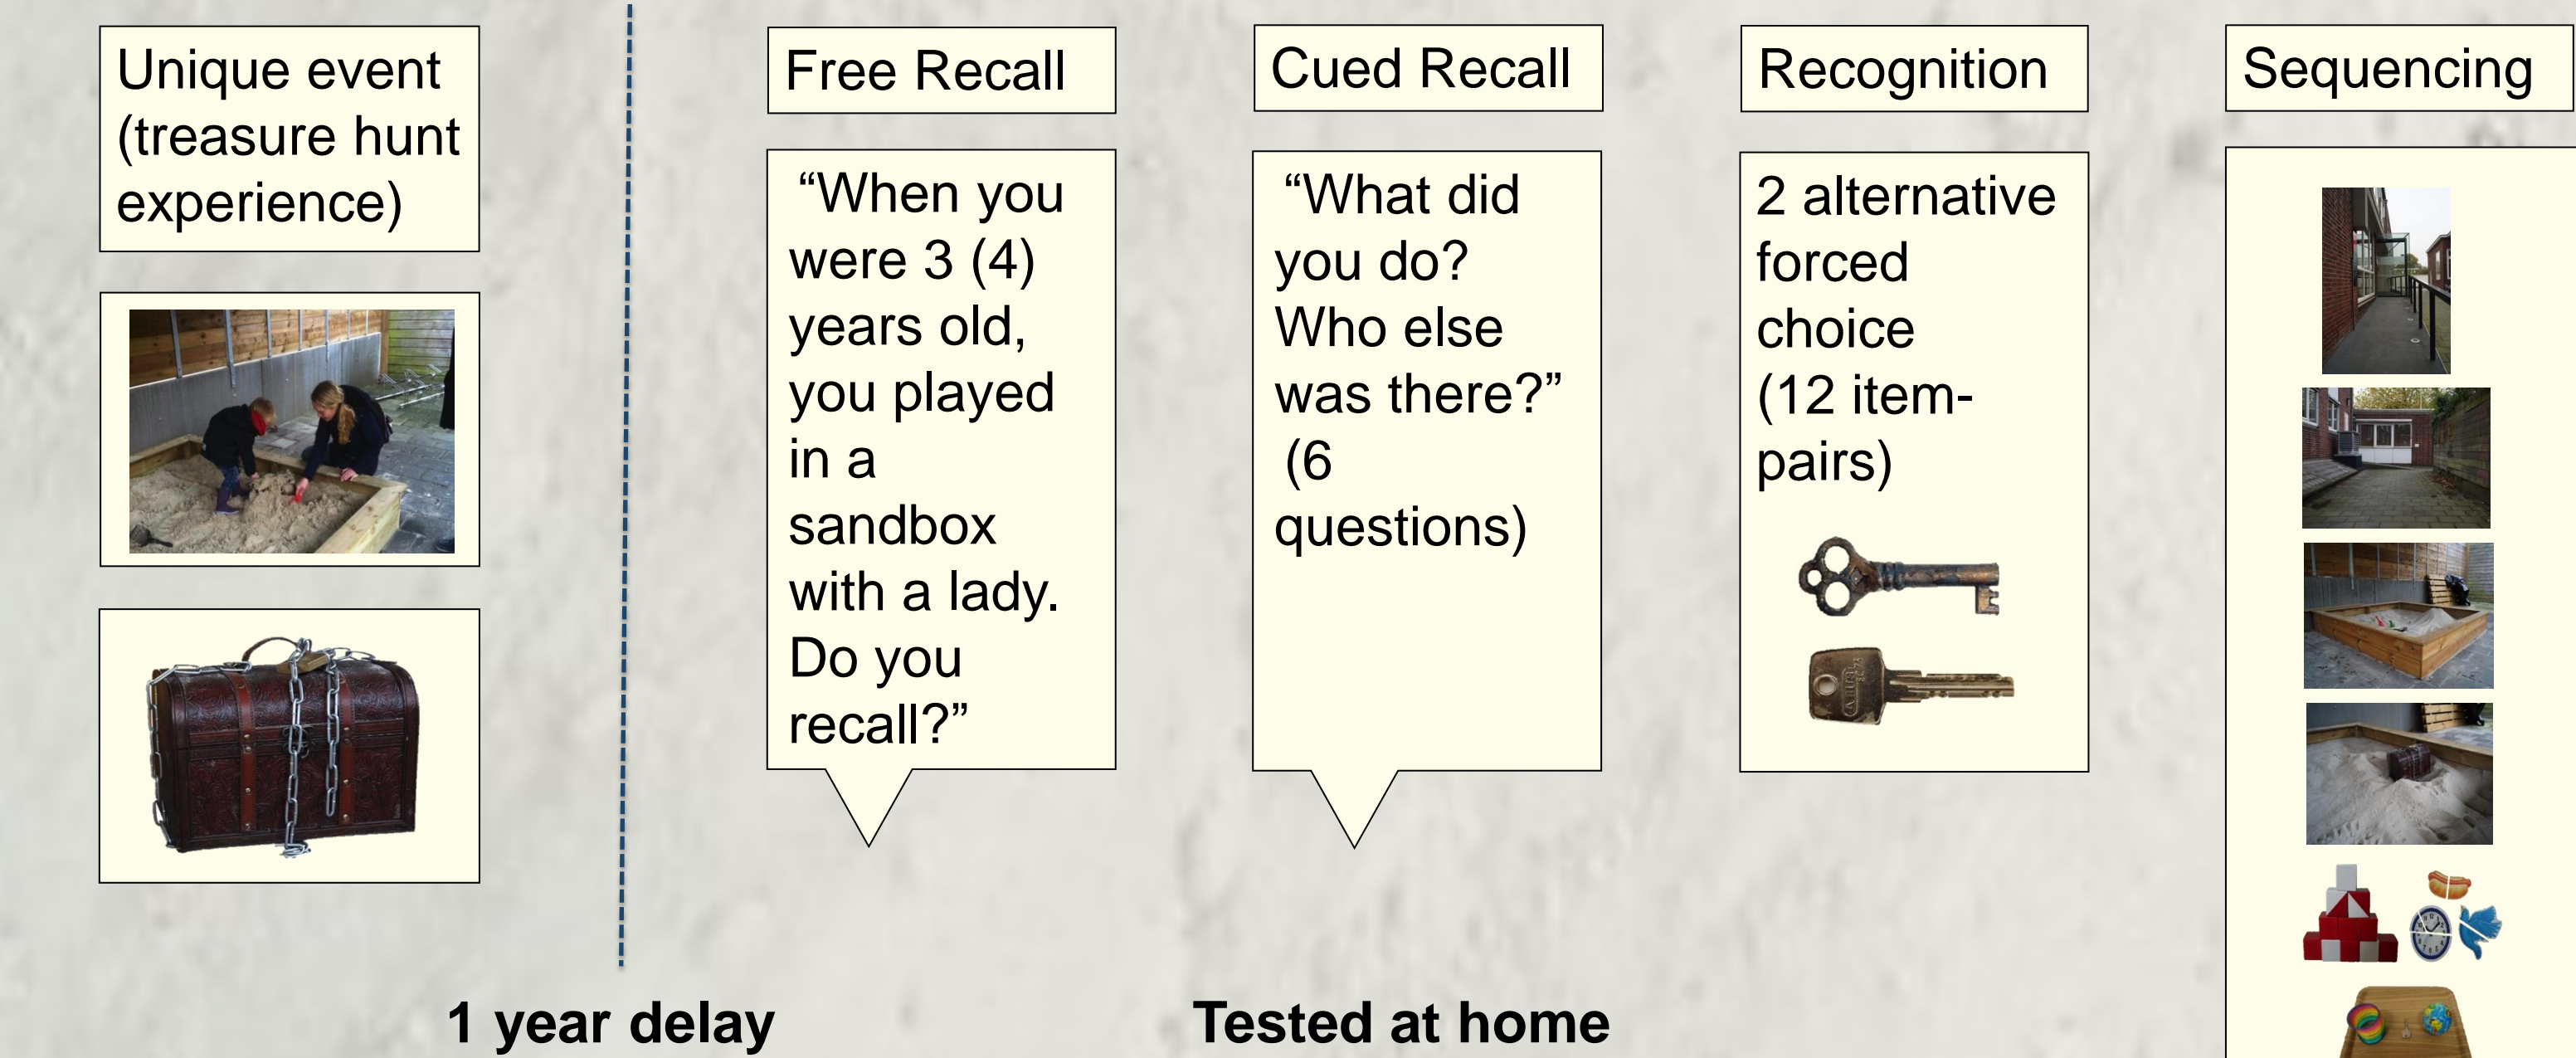 Unique event
(treasure hunt
experience)
Free Recall
“When you
were 3 (4)
years old,
you played
in a
sandbox
with a lady.
Do you
recall?”
Cued Recall
“What did
you do?
Who else
was there?”
(6
questions)
Recognition
2 alternative
forced
choice
(12 item-
pairs)
Sequencing
1 year delay
Tested at home